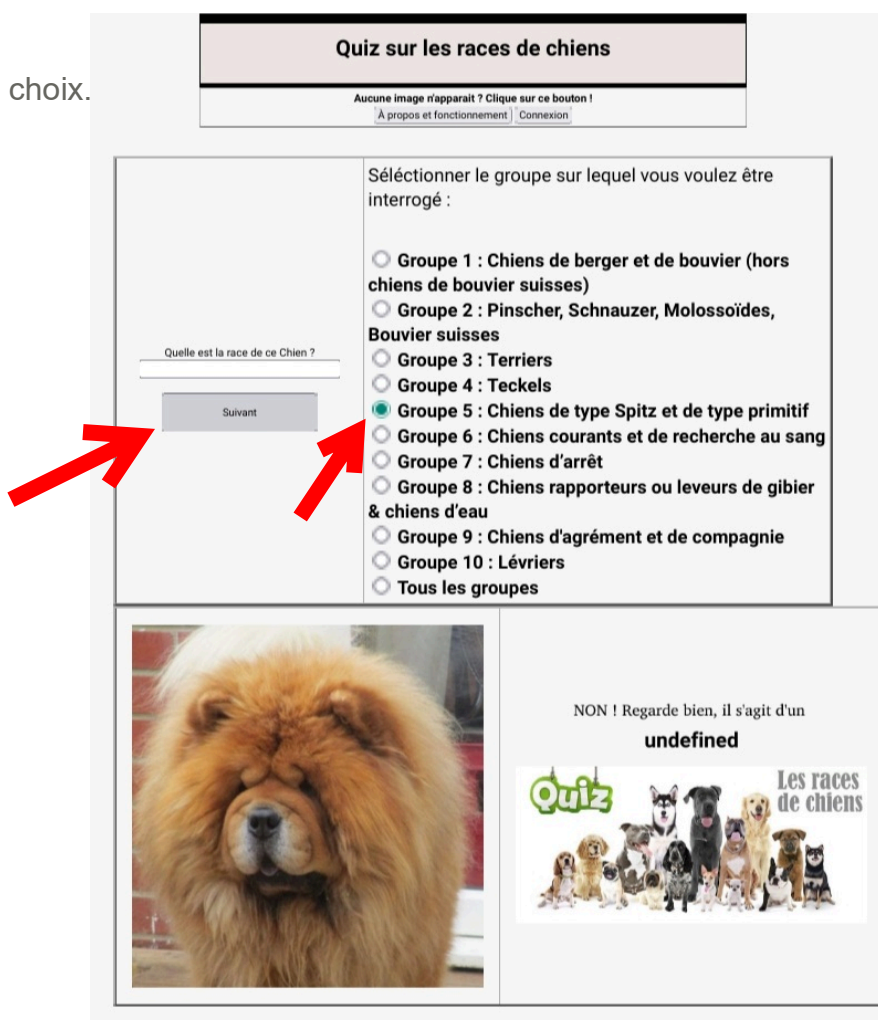 Quiz sur les races de chiens
choix.
Aucune image n'apparait ? Clique sur ce bouton !
À propos et fonctionnement Connexion
Séléctionner le groupe sur lequel vous voulez être
interrogé :
Groupe 1 : Chiens de berger et de bouvier (hors
chiens de bouvier suisses)
Groupe 2 : Pinscher, Schnauzer, Molossoïdes,
Bouvier suisses
Groupe 3 : Terriers
Groupe 4 : Teckels
Groupe 5 : Chiens de type Spitz et de type primitif
Groupe 6 : Chiens courants et de recherche au sang
Groupe 7 : Chiens d'arrêt
Groupe 8 : Chiens rapporteurs ou leveurs de gibier
& chiens d'eau
Groupe 9 : Chiens d'agrément et de compagnie
Groupe 10 : Lévriers
Tous les groupes
Quelle est la race de ce Chien ?
Suivant
NON ! Regarde bien, il s'agit d'un
undefined
Quiz
Les races
de chiens